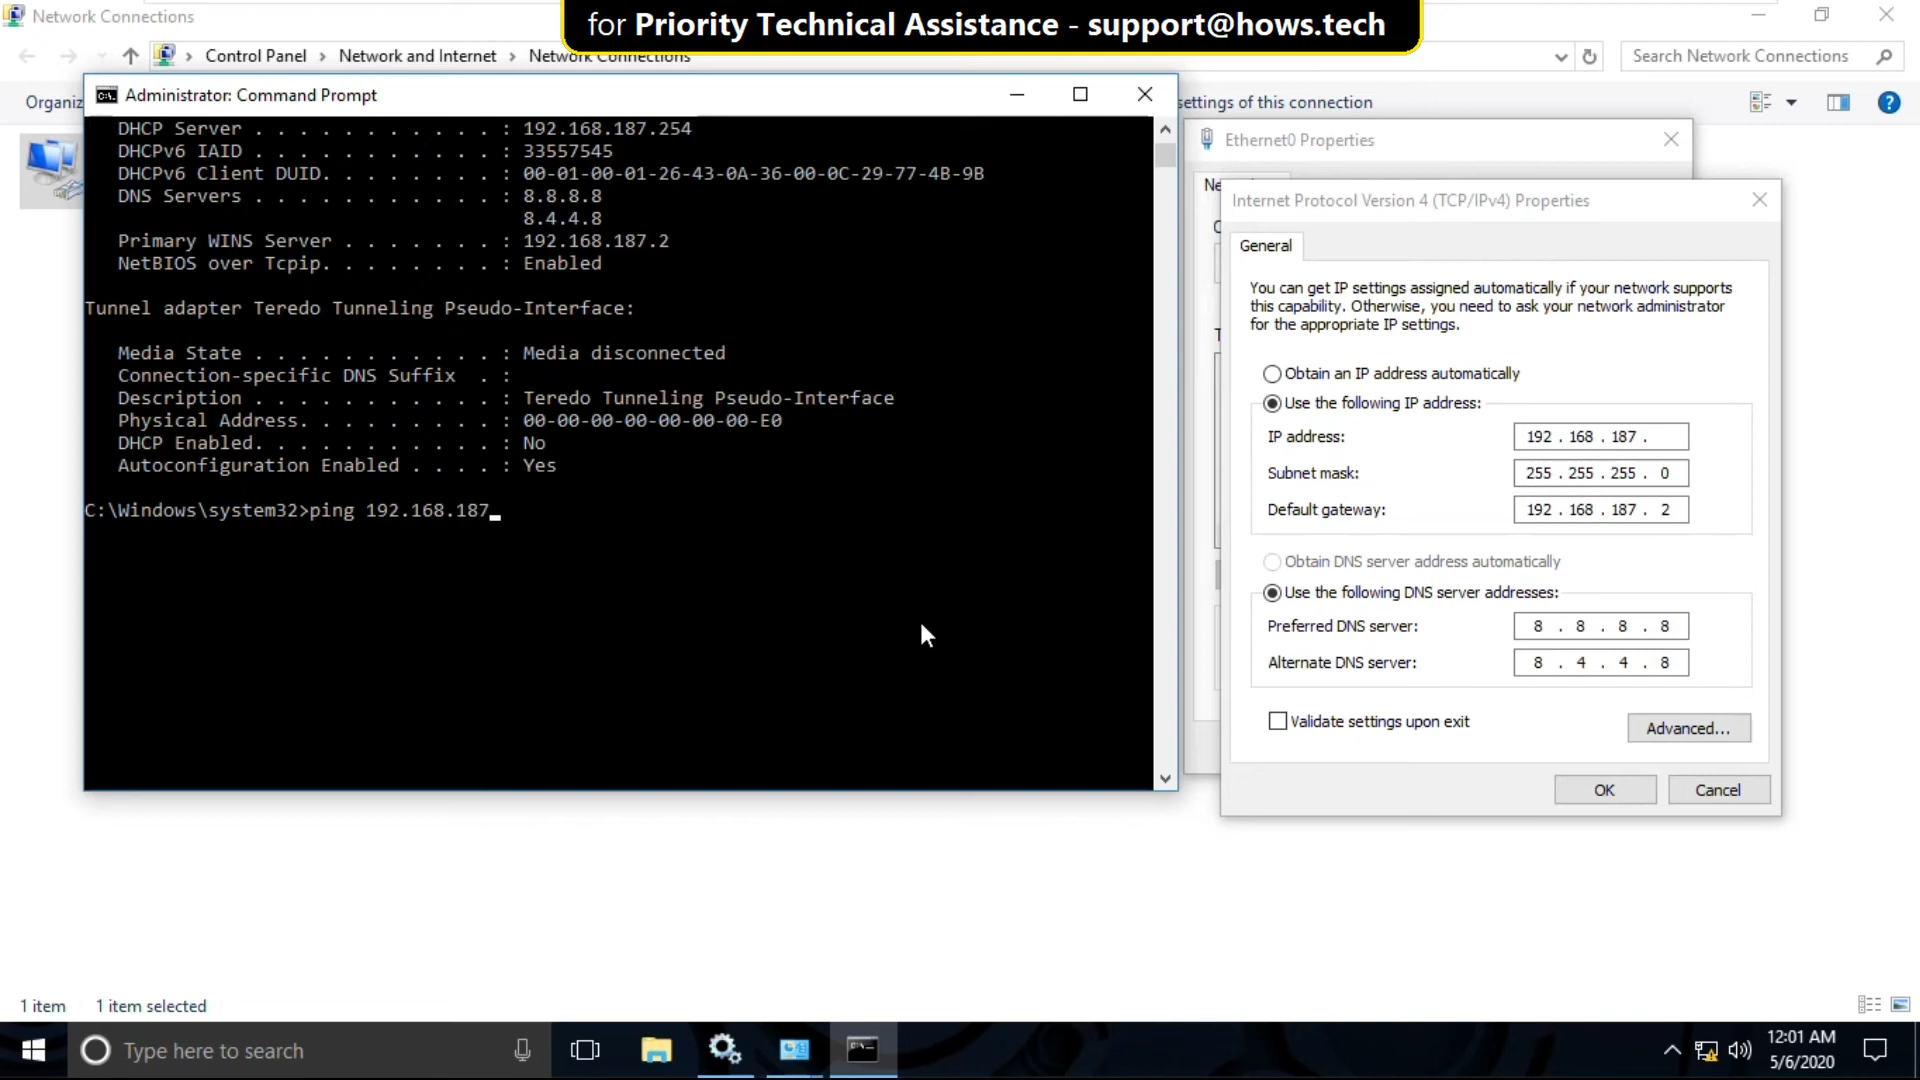 Network Connections
for Priority Technical Assistance - support@hows.tech
Control Panel
Network and Internet
Network Connections
Search Network Connections
Organiz
settings of this connection
Administrator: Command Prompt
DHCP Server . . . . . . . . . . . : 192.168.187.254
DHCPv6 IAID . . . . . . . . . . . : 33557545
DHCPv6 Client DUID. . . . . . . . : 00-01-00-01-26-43-0A-36-00-0C-29-77-4B-9B
DNS Servers . . . . . . . . . . . : 8.8.8.8
8.4.4.8
Primary WINS Server . . . . . . . : 192.168.187.2
NetBIOS over Tcpip. . . . . . . . : Enabled
Tunnel adapter Teredo Tunneling Pseudo-Interface:
Media State . . . . . . . . . . . : Media disconnected
Connection-specific DNS Suffix  . :
Description . . . . . . . . . . . : Teredo Tunneling Pseudo-Interface
Physical Address. . . . . . . . . : 00-00-00-00-00-00-00-E0
DHCP Enabled. . . . . . . . . . . : No
Autoconfiguration Enabled . . . . : Yes
C:\Windows\system32>ping 192.168.187_
Ethernet0 Properties
Ne
Internet Protocol Version 4 (TCP/IPv4) Properties
General
You can get IP settings assigned automatically if your network supports
this capability. Otherwise, you need to ask your network administrator
for the appropriate IP settings.
Obtain an IP address automatically
Use the following IP address:
IP address: 192 . 168 . 187 .
Subnet mask: 255 . 255 . 255 . 0
Default gateway: 192 . 168 . 187 . 2
Obtain DNS server address automatically
Use the following DNS server addresses:
Preferred DNS server: 8 . 8 . 8 . 8
Alternate DNS server: 8 . 4 . 4 . 8
Validate settings upon exit
Advanced...
OK
Cancel
1 item
1 item selected
Type here to search
12:01 AM
5/6/2020